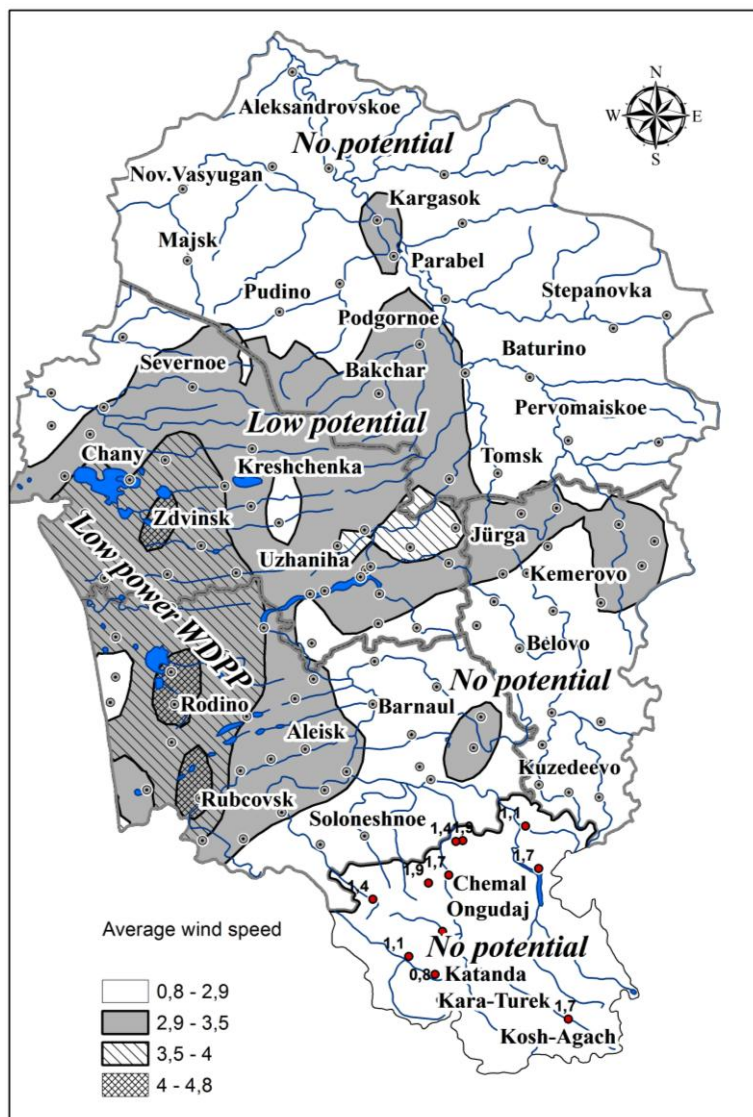 N
W E
S
Aleksandrovskoe
No potential
Nov.Vasyugan
Kargasok
Majsk
Parabel
Pudino
Stepanovka
Podgornoe
Severnoe
Bakchar
Baturino
Low potential
Pervomaiskoe
Chany
Kreshchenka
Tomsk
Zdvinsk
Jürga
Uzhaniha
Low power WDPP
Kemerovo
Belovo
No potential
Rodino
Barnaul
Aleisk
Kuzedeevo
Rubcovsk
Soloneshnoe
1,1
1,4
1,9
1,7
1,7
1,9
Chemal
1,4
Ongudaj
1,1
No potential
0,8
Katanda
Kara-Turek
1,7
Kosh-Agach
Average wind speed
0,8 - 2,9
2,9 - 3,5
3,5 - 4
4 - 4,8